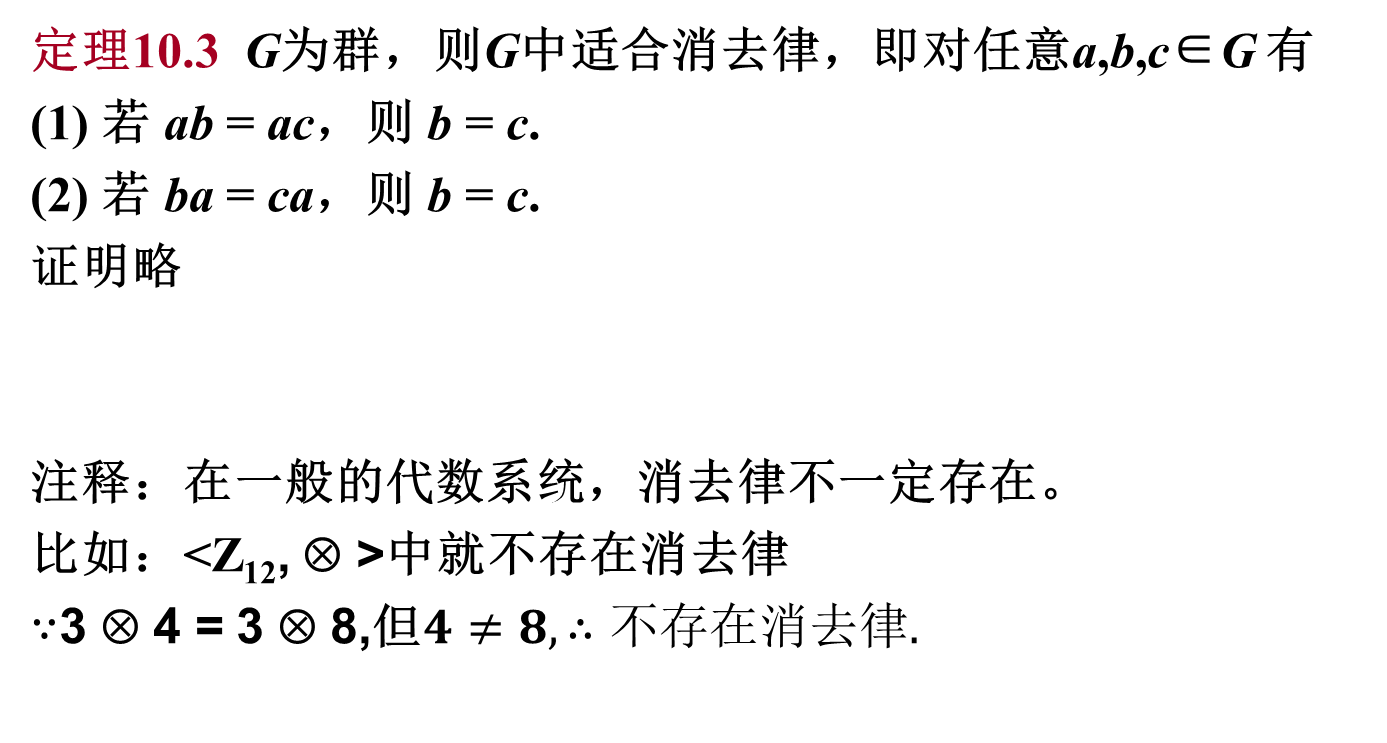 定理10.3 G为群，则G中适合消去律，即对任意a,b,c∈G 有
(1) 若 ab = ac，则 b = c.
(2) 若 ba = ca，则 b = c.
证明略
注释：在一般的代数系统，消去律不一定存在。
比如：<Z₁₂, ⊗ >中就不存在消去律
∵3 ⊗ 4 = 3 ⊗ 8,但4 ≠ 8,∴ 不存在消去律.